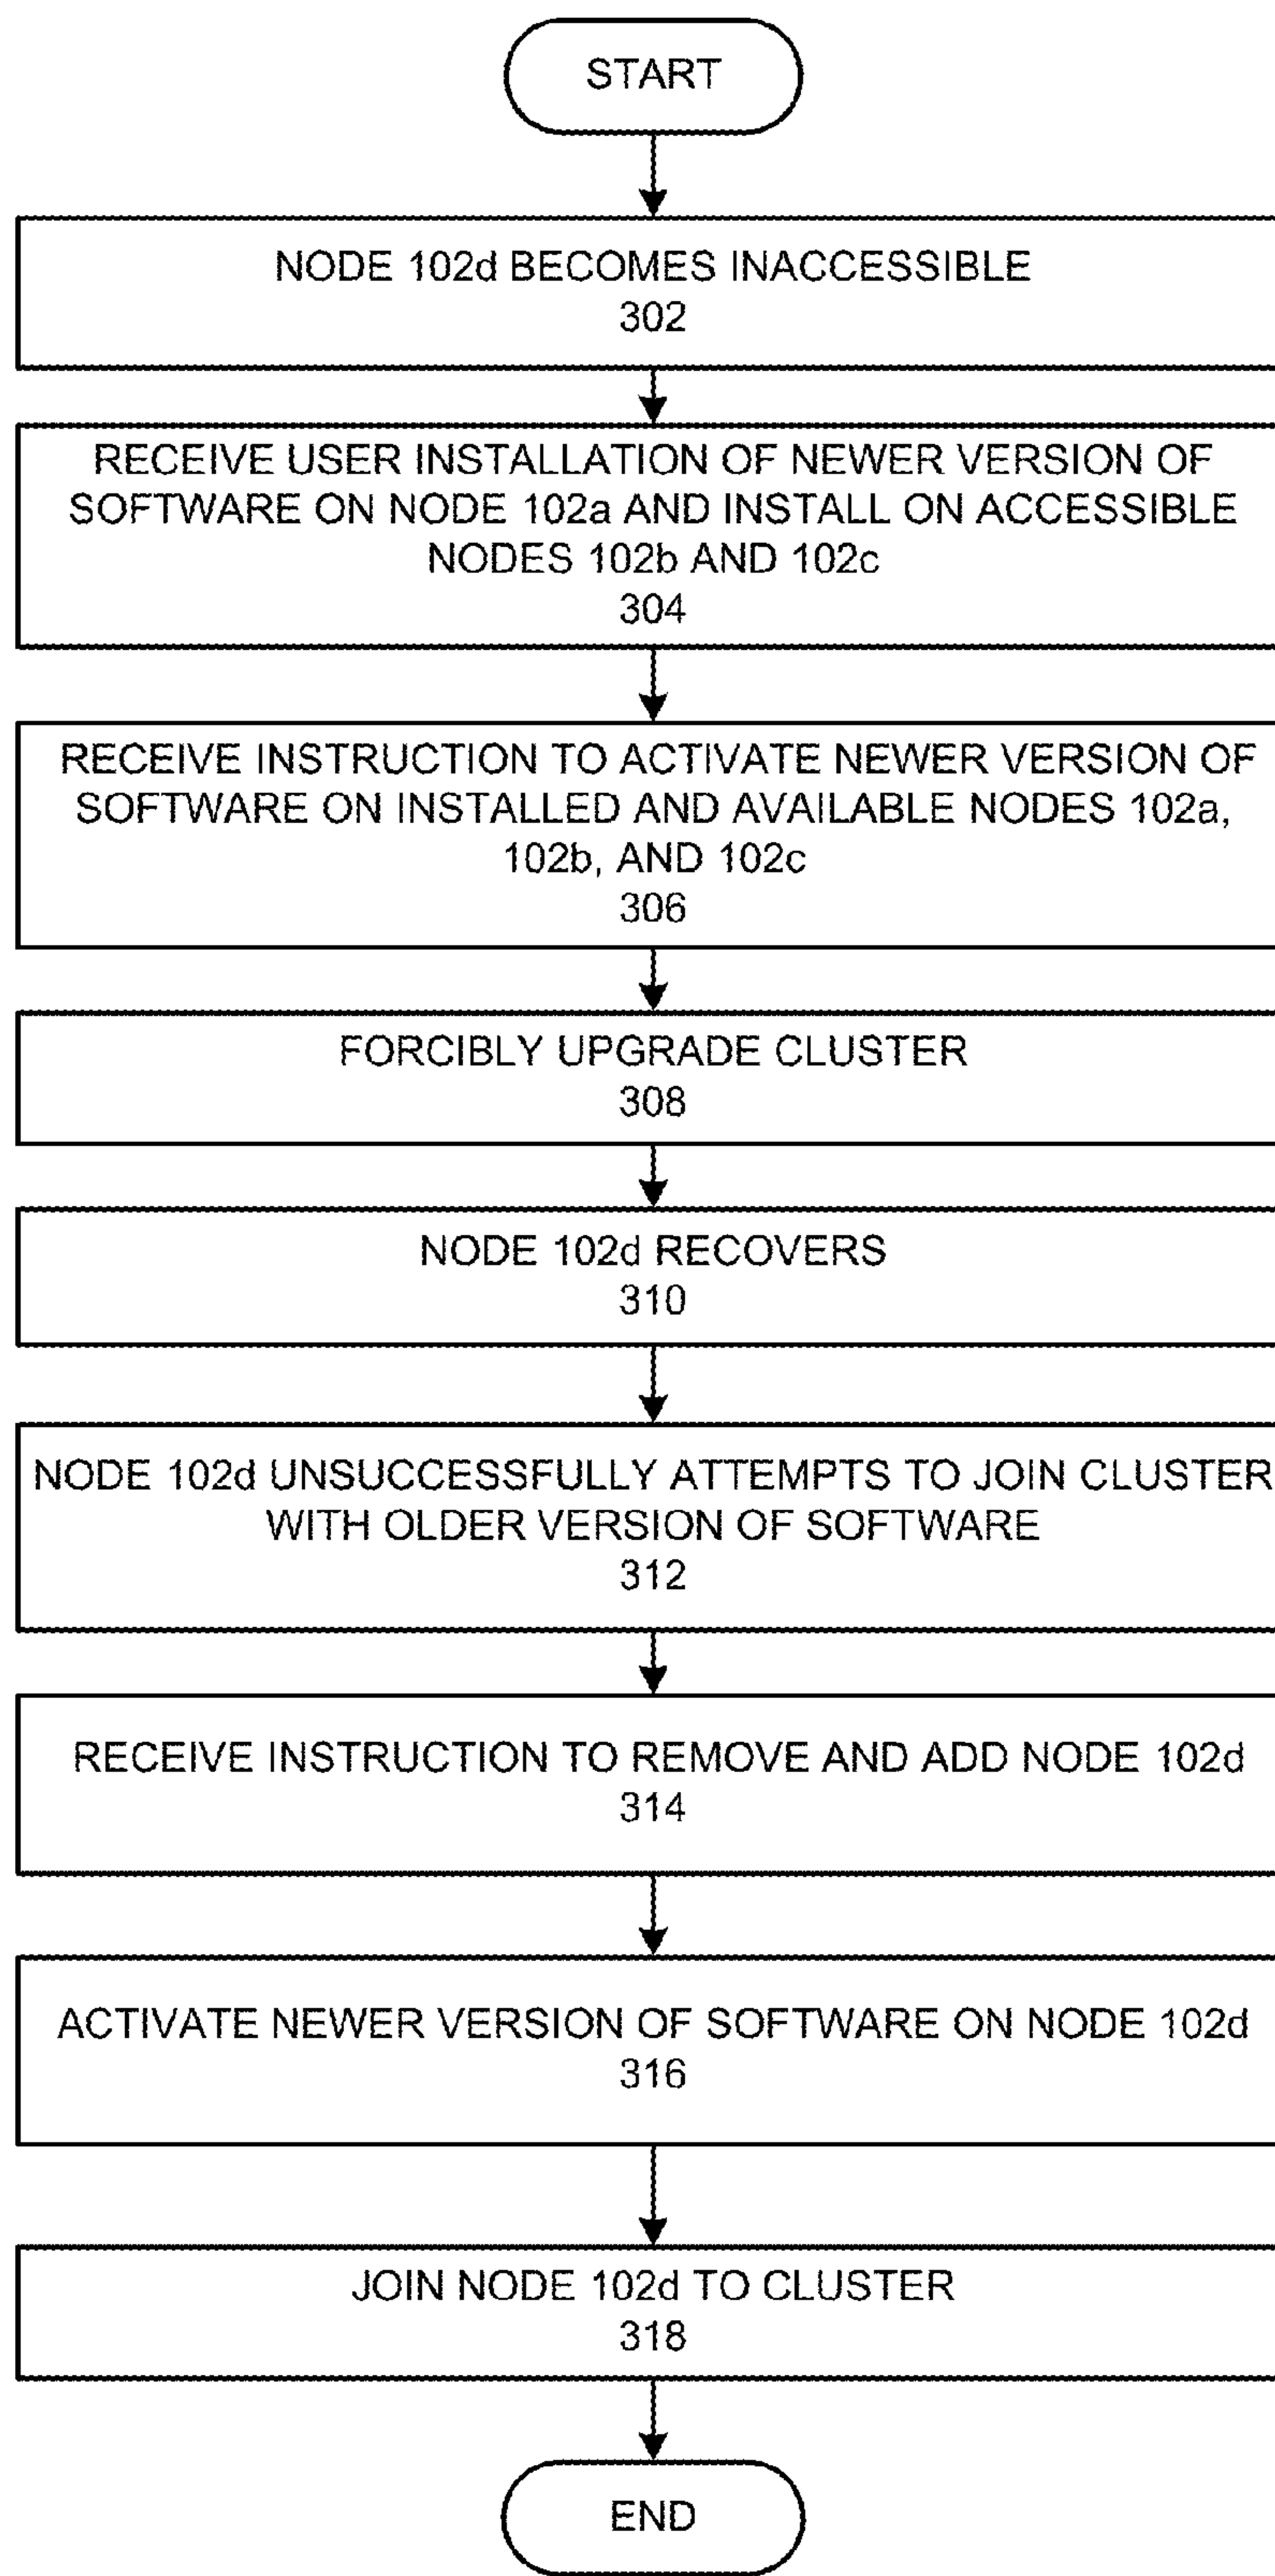 START
NODE 102d BECOMES INACCESSIBLE
302
RECEIVE USER INSTALLATION OF NEWER VERSION OF
SOFTWARE ON NODE 102a AND INSTALL ON ACCESSIBLE
NODES 102b AND 102c
304
RECEIVE INSTRUCTION TO ACTIVATE NEWER VERSION OF
SOFTWARE ON INSTALLED AND AVAILABLE NODES 102a,
102b, AND 102c
306
FORCIBLY UPGRADE CLUSTER
308
NODE 102d RECOVERS
310
NODE 102d UNSUCCESSFULLY ATTEMPTS TO JOIN CLUSTER
WITH OLDER VERSION OF SOFTWARE
312
RECEIVE INSTRUCTION TO REMOVE AND ADD NODE 102d
314
ACTIVATE NEWER VERSION OF SOFTWARE ON NODE 102d
316
JOIN NODE 102d TO CLUSTER
318
END